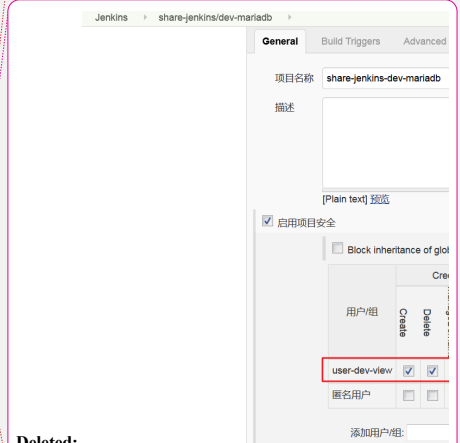 Jenkins share-jenkins/dev-mariadb
General Build Triggers Advanced
项目名称 share-jenkins-dev-mariadb
描述
[Plain text] 预览
启用项目安全
Block inheritance of glob
Cre
用户/组 Create Delete
user-dev-view
匿名用户
添加用户/组:
Deleted: